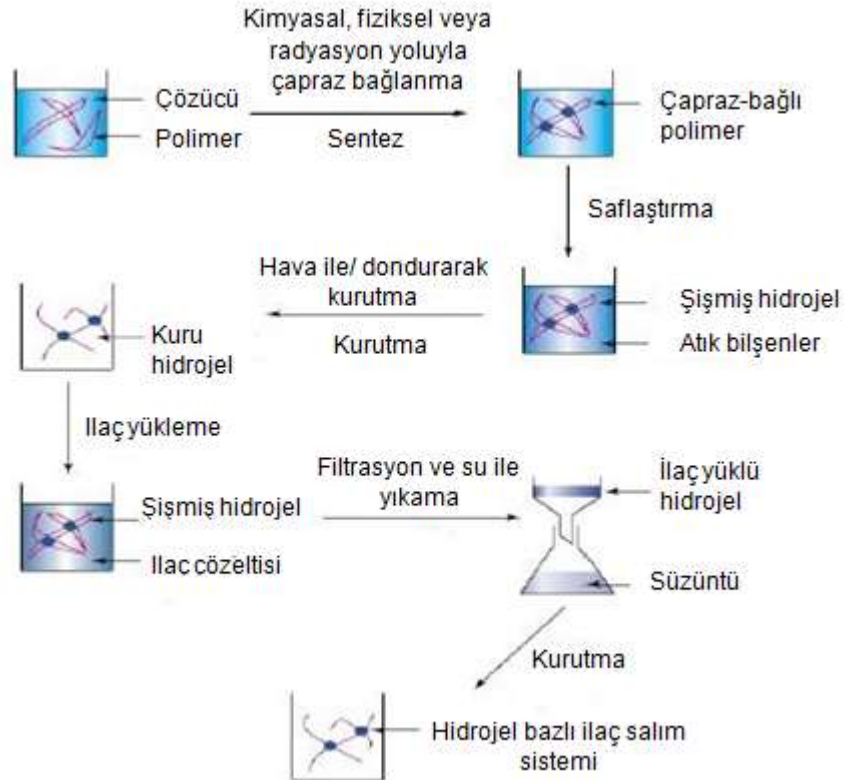 Kimyasal, fiziksel veya
radyasyon yoluyla
çapraz bağlanma
Çözücü
Polimer
Sentez
Çapraz-bağlı
polimer
Saflaştırma
Hava ile/ dondurarak
kurutma
Kurutma
Şişmiş hidrojel
Atık bilşenler
Kuru
hidrojel
Ilaç yükleme
Filtrasyon ve su ile
yıkama
Şişmiş hidrojel
Ilaç çözeltisi
İlaç yüklü
hidrojel
Süzüntü
Kurutma
Hidrojel bazlı ilaç salım
sistemi